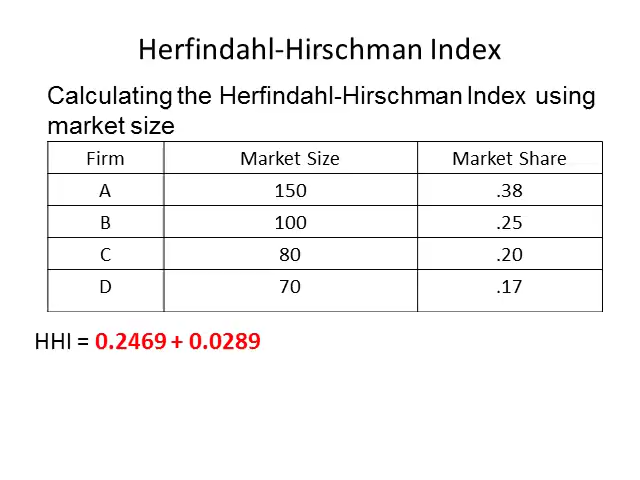 Herfindahl-Hirschman Index
Calculating the Herfindahl-Hirschman Index using
market size
Firm Market Size Market Share
A 150 .38
B 100 .25
C 80 .20
D 70 .17
HHI = 0.2469 + 0.0289